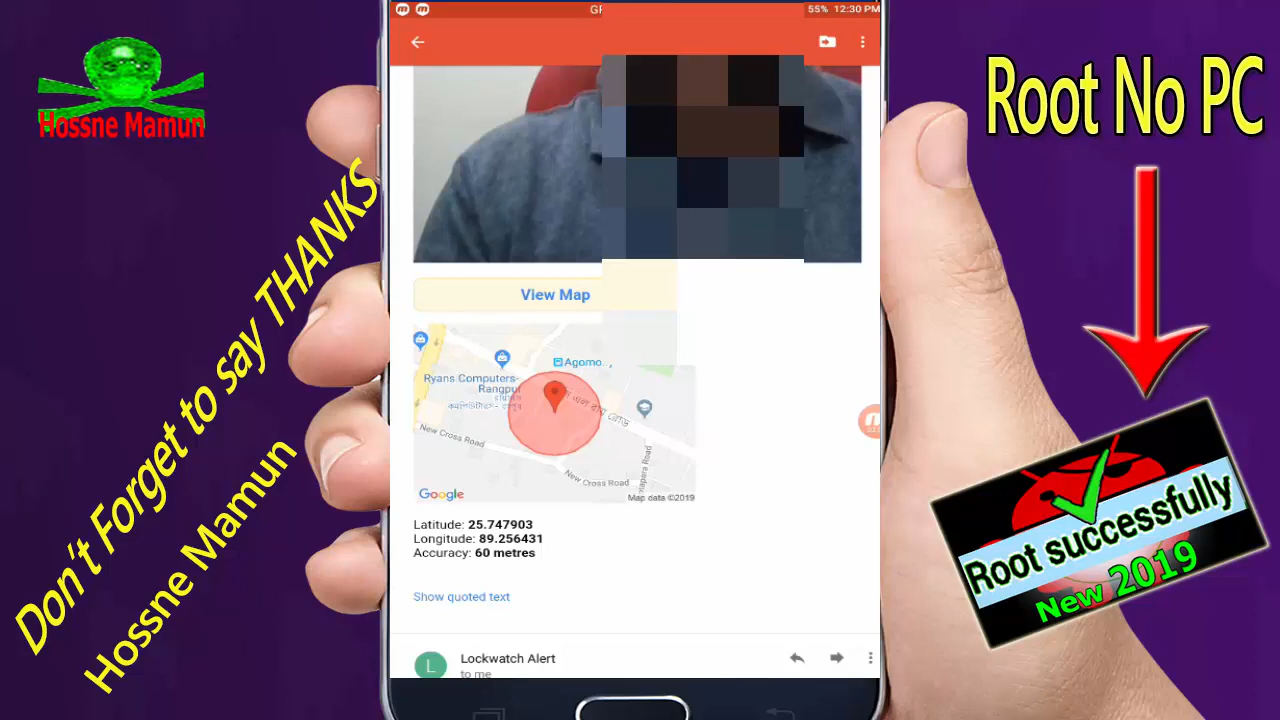 GF
55% 12:30 PM
Hossne Mamun
Root No PC
Don't Forget to say THANKS
Hossne Mamun
View Map
Agomo..,
Ryans Computers-
Rangpur
New Cross Road
New Cross Road
Google
Map data ©2019
Latitude: 25.747903
Longitude: 89.256431
Accuracy: 60 metres
Show quoted text
L
Lockwatch Alert
to me
Root successfully
New 2019